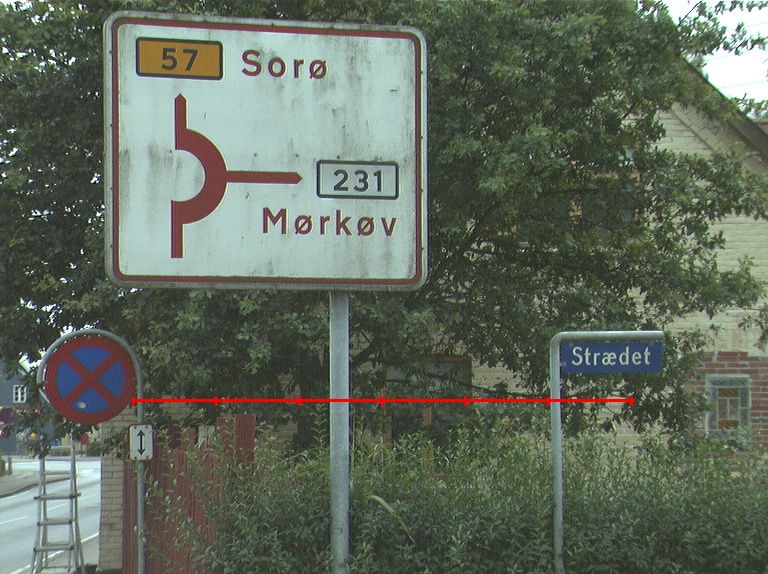 57 Sorø
231
Mørkøv
Strædet